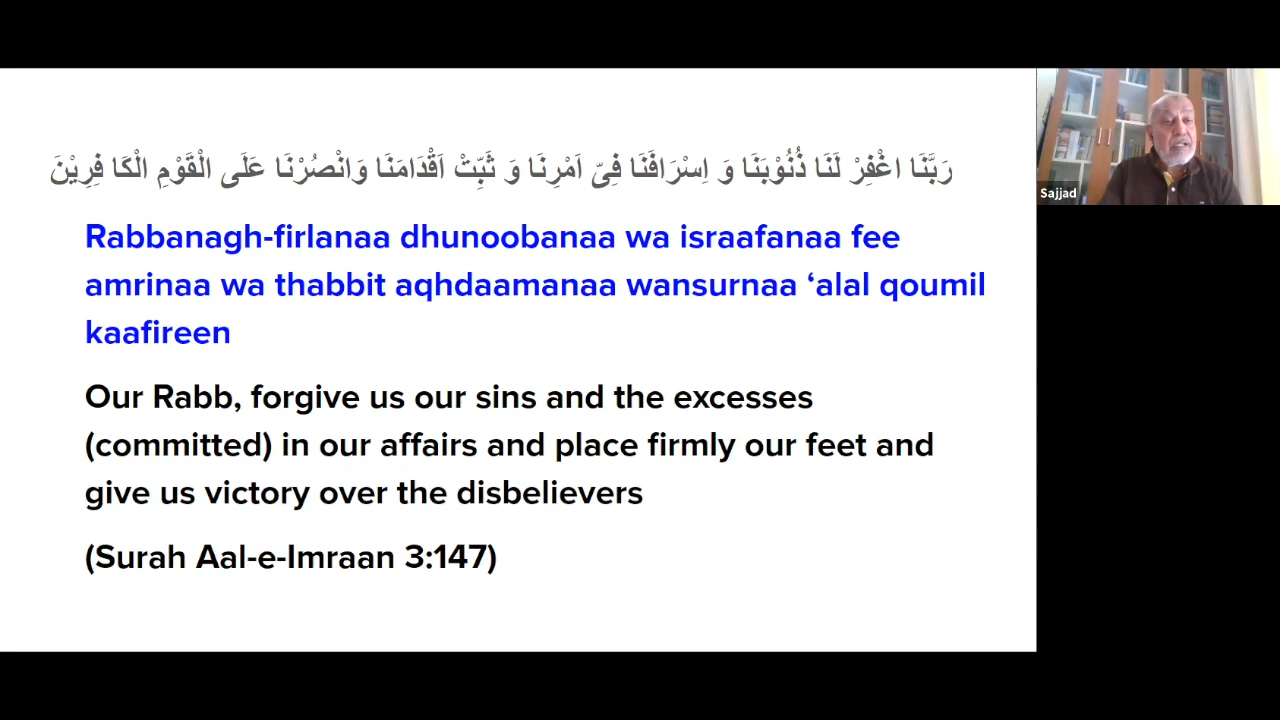 رَبَّنَا اغْفِرْ لَنَا ذُنُوْبَنَا وَ اِسْرَافَنَا فِىْۤ اَمْرِنَا وَ ثَبِّتْ اَقْدَامَنَا وَانْصُرْنَا عَلَى الْقَوْمِ الْكَا فِرِيْنَ
Rabbanagh-firlanaa dhunoobanaa wa israafanaa fee
amrinaa wa thabbit aqhdaamanaa wansurnaa ‘alal qoumil
kaafireen
Our Rabb, forgive us our sins and the excesses
(committed) in our affairs and place firmly our feet and
give us victory over the disbelievers
(Surah Aal-e-Imraan 3:147)
Sajjad